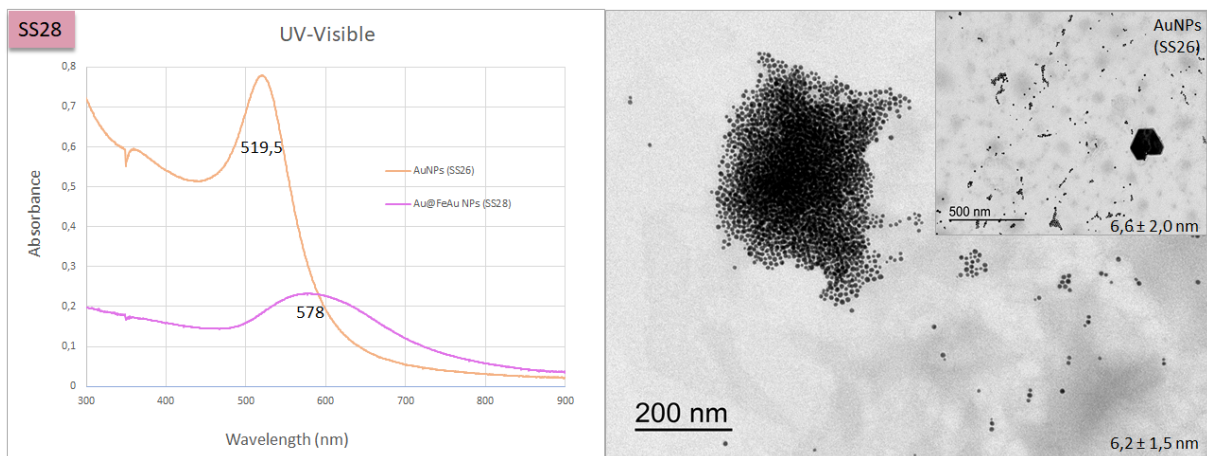 SS28
UV-Visible
0,8
0,7
0,6
0,5
0,4
0,3
0,2
0,1
0
Absorbance
519,5
578
AuNPs (SS26)
Au@FeAu NPs (SS28)
300
400
500
600
700
800
900
Wavelength (nm)
AuNPs
(SS26)
500 nm
6,6 ± 2,0 nm
200 nm
6,2 ± 1,5 nm